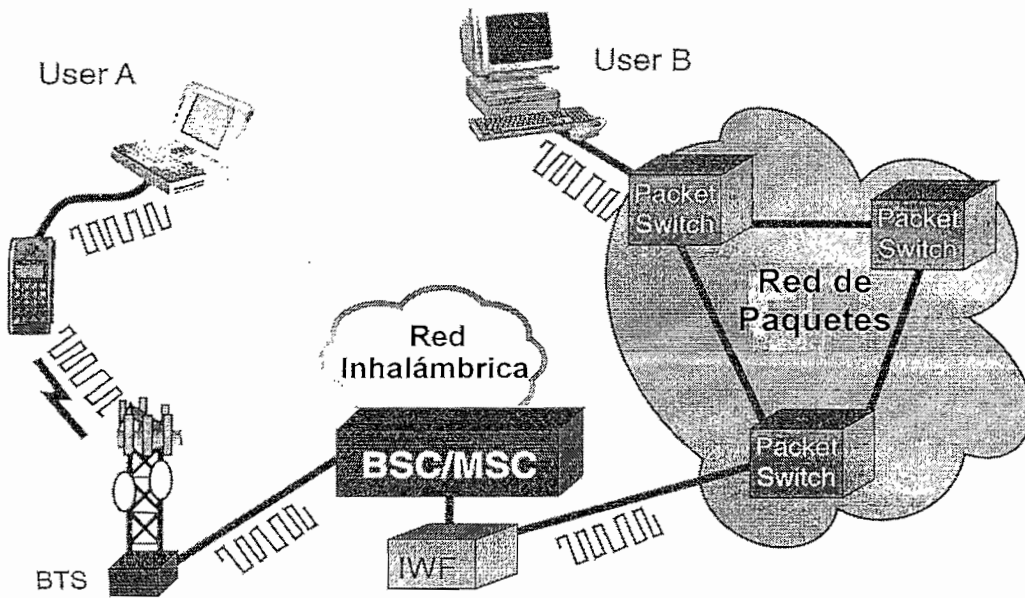 User A
User B
Packet
Switch
Packet
Switch
Red de
Paquetes
Red
Inhalámbrica
BSC/MSC
Packet
Switch
IWF
BTS